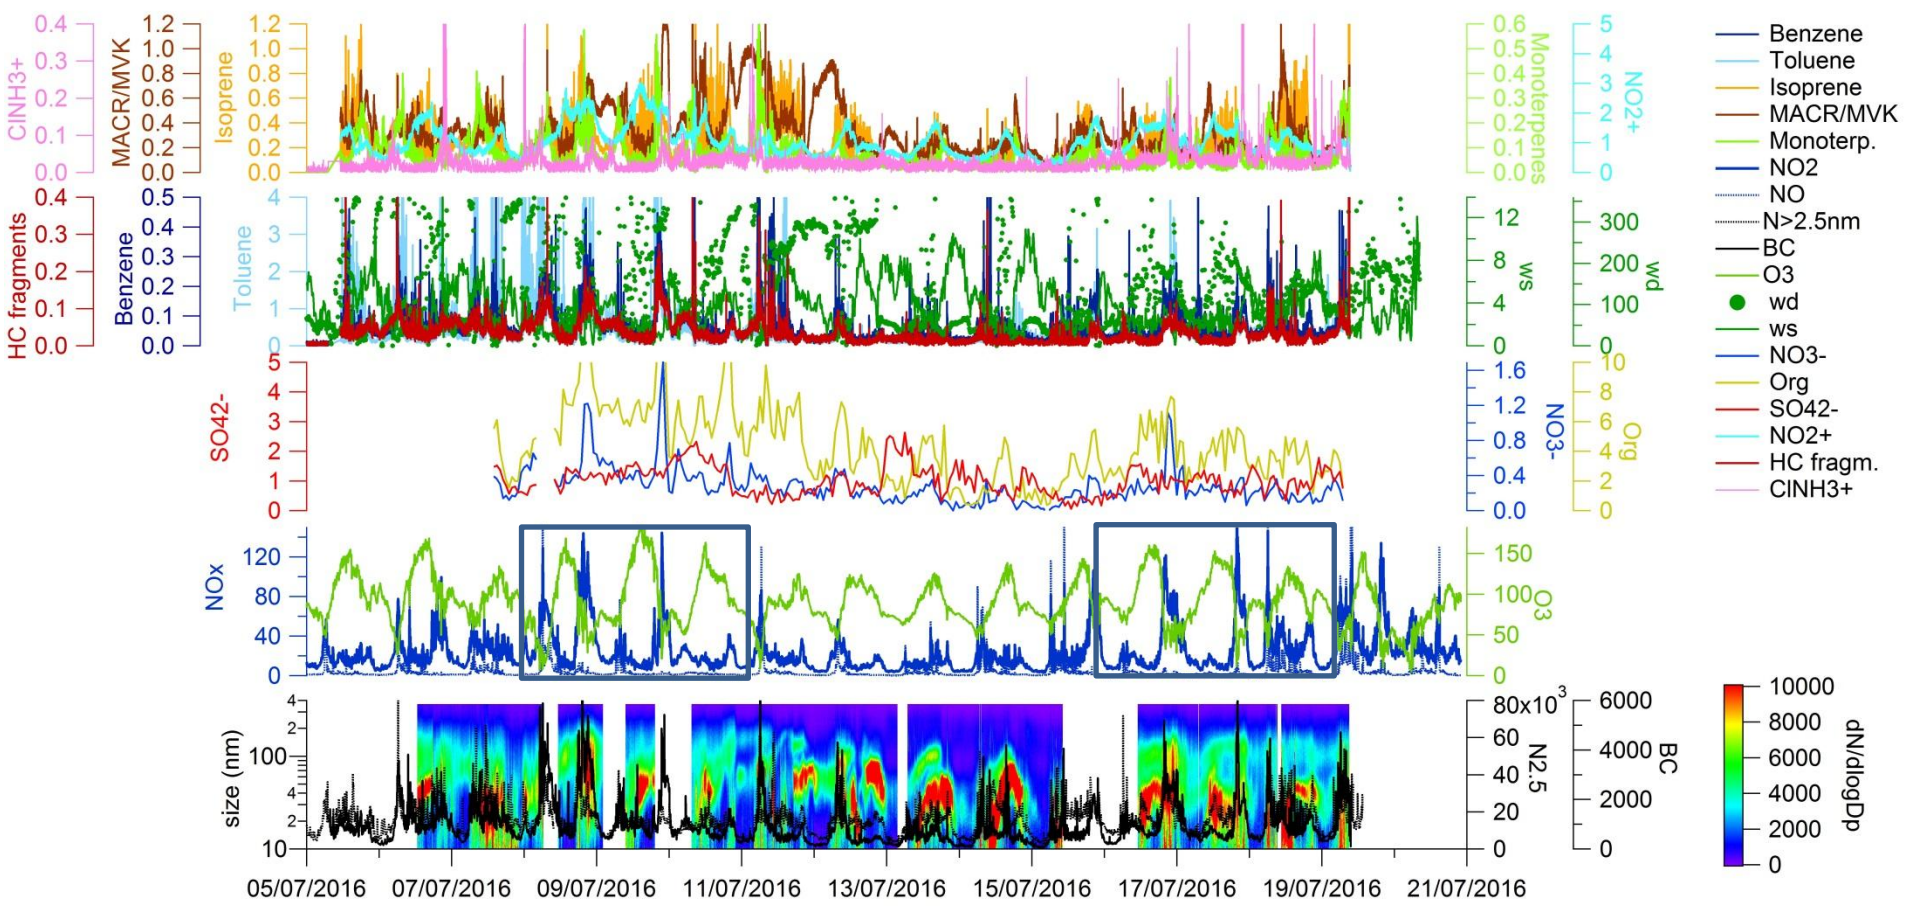 0.4
0.3
0.2
0.1
0.0
ClNH3+
1.2
1.0
0.8
0.6
0.4
0.2
0.0
MACR/MVK
1.2
1.0
0.8
0.6
0.4
0.2
0.0
Isoprene
0.6
0.5
0.4
0.3
0.2
0.1
0.0
Monoterpenes
5
4
3
2
1
0
NO2+
0.4
0.3
0.2
0.1
0.0
HC fragments
0.5
0.4
0.3
0.2
0.1
0.0
Benzene
4
3
2
1
0
Toluene
12
8
4
0
ws
300
200
100
0
wd
5
4
3
2
1
0
SO42-
1.6
1.2
0.8
0.4
0.0
NO3-
10
8
6
4
2
0
Org
120
80
40
0
NOx
150
100
50
0
O3
4
2
100
4
2
10
size (nm)
80x10³
60
40
20
0
N2.5
6000
4000
2000
0
BC
05/07/2016
07/07/2016
09/07/2016
11/07/2016
13/07/2016
15/07/2016
17/07/2016
19/07/2016
21/07/2016
Benzene
Toluene
Isoprene
MACR/MVK
Monoterp.
NO2
NO
N>2.5nm
BC
O3
wd
ws
NO3-
Org
SO42-
NO2+
HC fragm.
ClNH3+
10000
8000
6000
4000
2000
0
dN/dlogDp